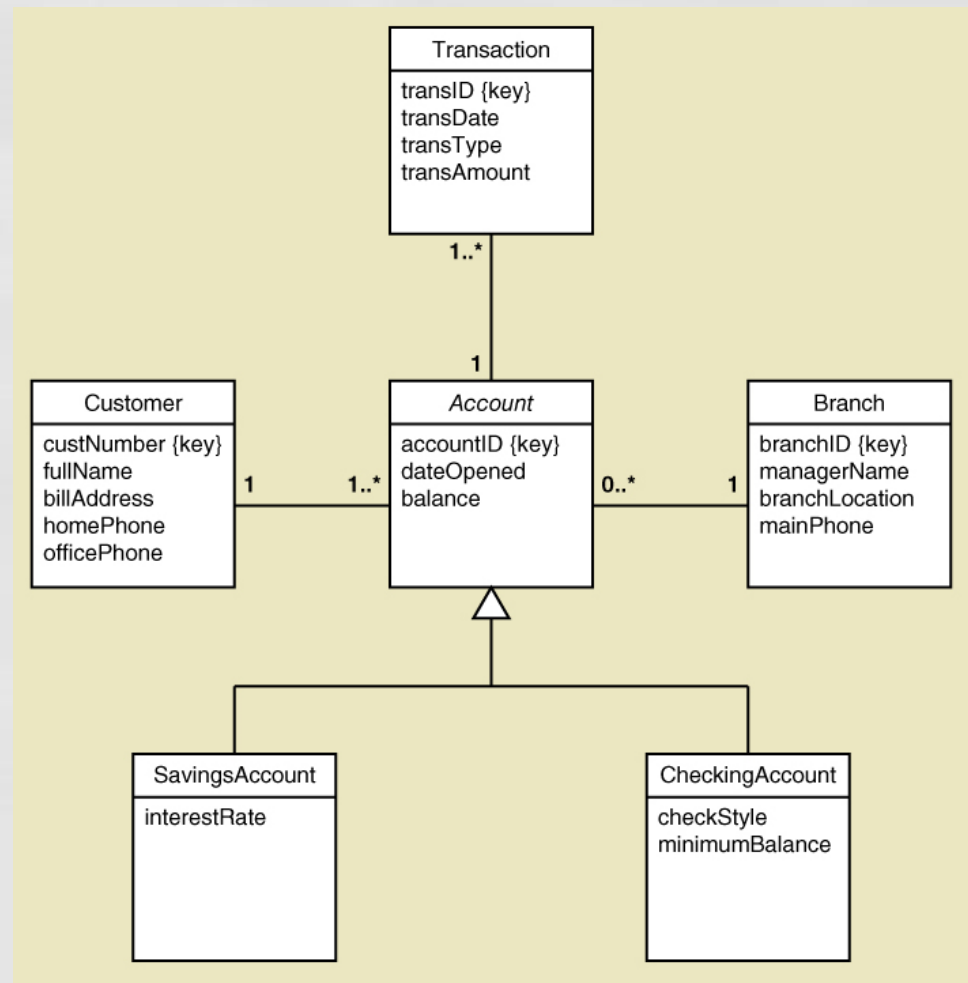 Transaction
transID {key}
transDate
transType
transAmount
1..*
1
Customer
custNumber {key}
fullName
billAddress
homePhone
officePhone
1
1..*
Account
accountID {key}
dateOpened
balance
0..*
1
Branch
branchID {key}
managerName
branchLocation
mainPhone
SavingsAccount
interestRate
CheckingAccount
checkStyle
minimumBalance